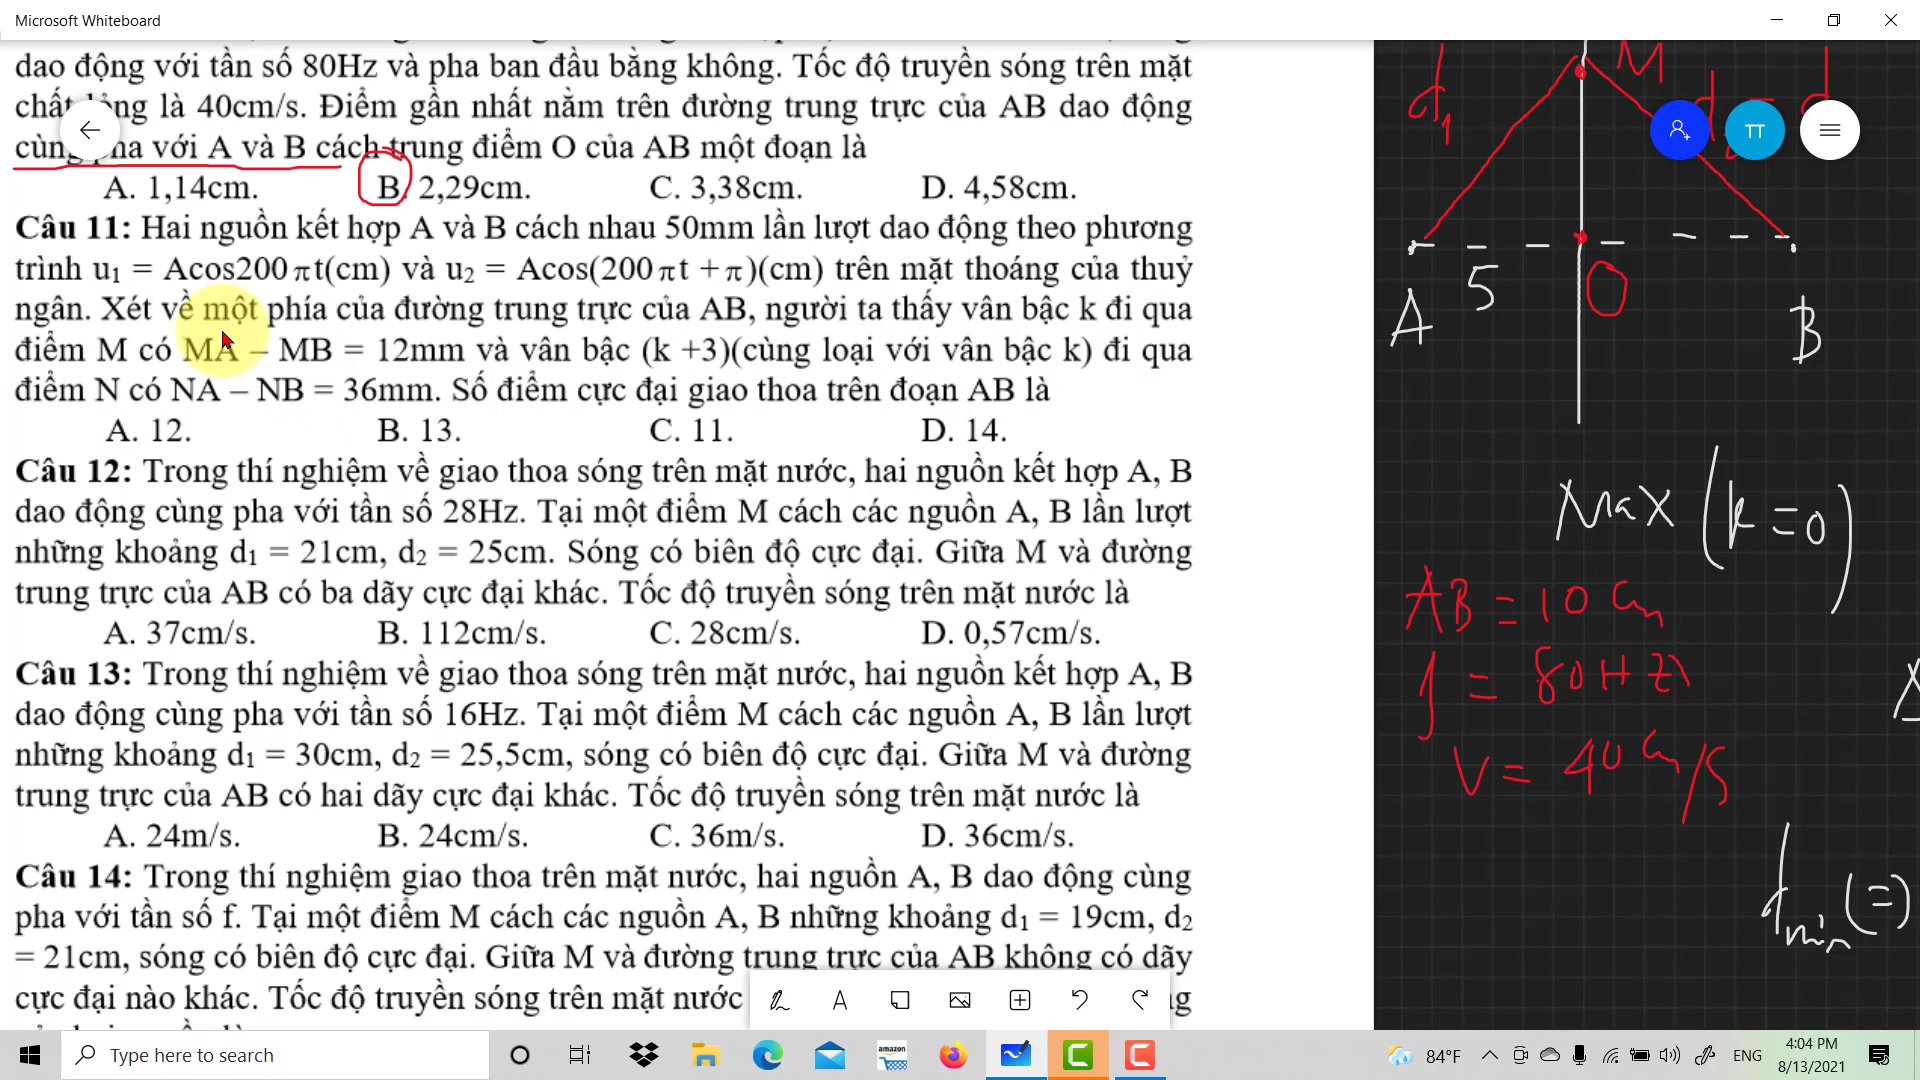 Microsoft Whiteboard
dao động với tần số 80Hz và pha ban đầu bằng không. Tốc độ truyền sóng trên mặt
lỏng là 40cm/s. Điểm gần nhất nằm trên đường trung trực của AB dao động
với A và B cách trung điểm O của AB một đoạn là
A. 1,14cm. B. 2,29cm. C. 3,38cm. D. 4,58cm.
Câu 11: Hai nguồn kết hợp A và B cách nhau 50mm lần lượt dao động theo phương
trình u₁ = Acos200πt(cm) và u₂ = Acos(200πt +π)(cm) trên mặt thoáng của thuỷ
ngân. Xét về một phía của đường trung trực của AB, người ta thấy vân bậc k đi qua
điểm M có MA – MB = 12mm và vân bậc (k +3)(cùng loại với vân bậc k) đi qua
điểm N có NA – NB = 36mm. Số điểm cực đại giao thoa trên đoạn AB là
A. 12. B. 13. C. 11. D. 14.
Câu 12: Trong thí nghiệm về giao thoa sóng trên mặt nước, hai nguồn kết hợp A, B
dao động cùng pha với tần số 28Hz. Tại một điểm M cách các nguồn A, B lần lượt
những khoảng d₁ = 21cm, d₂ = 25cm. Sóng có biên độ cực đại. Giữa M và đường
trung trực của AB có ba dãy cực đại khác. Tốc độ truyền sóng trên mặt nước là
A. 37cm/s. B. 112cm/s. C. 28cm/s. D. 0,57cm/s.
Câu 13: Trong thí nghiệm về giao thoa sóng trên mặt nước, hai nguồn kết hợp A, B
dao động cùng pha với tần số 16Hz. Tại một điểm M cách các nguồn A, B lần lượt
những khoảng d₁ = 30cm, d₂ = 25,5cm, sóng có biên độ cực đại. Giữa M và đường
trung trực của AB có hai dãy cực đại khác. Tốc độ truyền sóng trên mặt nước là
A. 24m/s. B. 24cm/s. C. 36m/s. D. 36cm/s.
Câu 14: Trong thí nghiệm giao thoa trên mặt nước, hai nguồn A, B dao động cùng
pha với tần số f. Tại một điểm M cách các nguồn A, B những khoảng d₁ = 19cm, d₂
= 21cm, sóng có biên độ cực đại. Giữa M và đường trung trực của AB không có dãy
cực đại nào khác. Tốc độ truyền sóng trên mặt nước
d₁ M d
TT
A 5 O B
Max (k = 0)
AB = 10 cm
f = 80Hz
v = 40 cm/s
dmin (=)
A
Type here to search
amazon
84°F
ENG
4:04 PM
8/13/2021